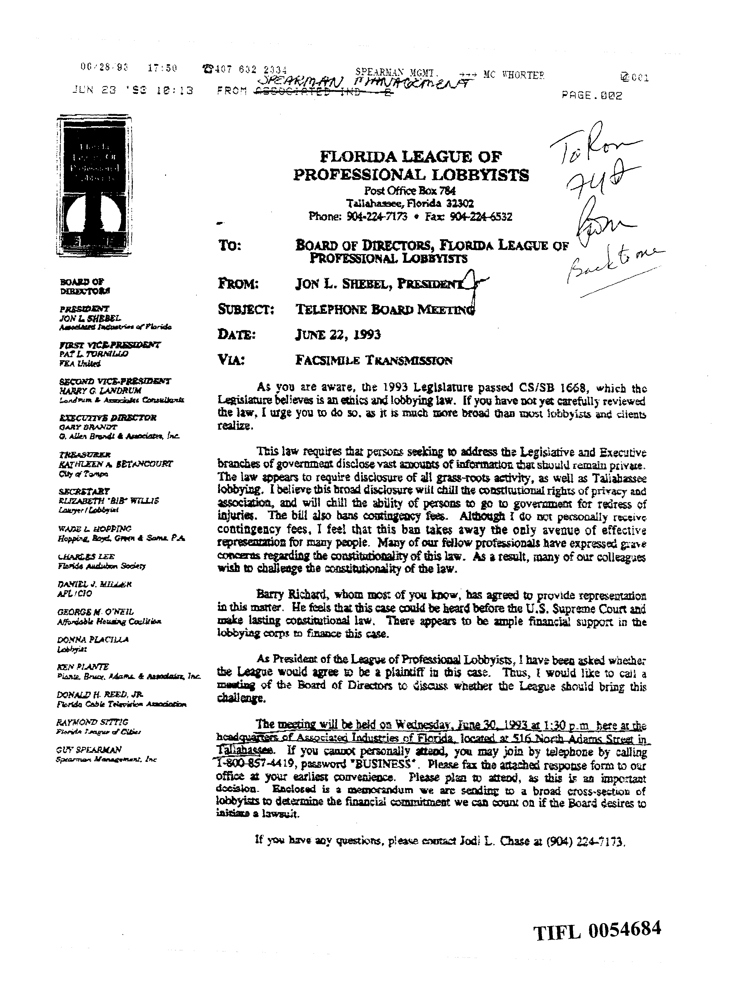 06/28/93 17:50 ☎407 632 2334 SPEARMAN MGMT. →→→ MC WHORTER 001
SPEARMAN MANAGEMENT
JUN 23 '93 10:13 FROM ASSOCIATED IND PAGE.002
Florida
League Of
Professional
Lobbyists
To Ron
FYI
from
Back to me
FLORIDA LEAGUE OF
PROFESSIONAL LOBBYISTS
Post Office Box 784
Tallahassee, Florida 32302
Phone: 904-224-7173 • Fax: 904-224-6532
TO: BOARD OF DIRECTORS, FLORIDA LEAGUE OF
PROFESSIONAL LOBBYISTS
FROM: JON L. SHEBEL, PRESIDENT
SUBJECT: TELEPHONE BOARD MEETING
DATE: JUNE 22, 1993
VIA: FACSIMILE TRANSMISSION
BOARD OF
DIRECTORS
PRESIDENT
JON L. SHEBEL
Associated Industries of Florida
FIRST VICE-PRESIDENT
PAT L. TORNILLO
FEA United
SECOND VICE-PRESIDENT
HARRY G. LANDRUM
Landrum & Associates Consultants
EXECUTIVE DIRECTOR
GARY BRANDT
G. Allen Brandt & Associates, Inc.
TREASURER
KATHLEEN A. BETANCOURT
City of Tampa
SECRETARY
ELIZABETH "BIB" WILLIS
Lawyer/Lobbyist
WADE L. HOPPING
Hopping, Boyd, Green & Sams, P.A.
CHARLES LEE
Florida Audubon Society
DANIEL J. MILLER
AFL/CIO
GEORGE M. O'NEIL
Affordable Housing Coalition
DONNA PLACILLA
Lobbyist
KEN PLANTE
Plante, Bruce, Adams & Associates, Inc.
DONALD H. REED, JR.
Florida Cable Television Association
RAYMOND SITTIG
Florida League of Cities
GUY SPEARMAN
Spearman Management, Inc
As you are aware, the 1993 Legislature passed CS/SB 1668, which the
Legislature believes is an ethics and lobbying law. If you have not yet carefully reviewed
the law, I urge you to do so, as it is much more broad than most lobbyists and clients
realize.
This law requires that persons seeking to address the Legislative and Executive
branches of government disclose vast amounts of information that should remain private.
The law appears to require disclosure of all grass-roots activity, as well as Tallahassee
lobbying. I believe this broad disclosure will chill the constitutional rights of privacy and
association, and will chill the ability of persons to go to government for redress of
injuries. The bill also bans contingency fees. Although I do not personally receive
contingency fees, I feel that this ban takes away the only avenue of effective
representation for many people. Many of our fellow professionals have expressed grave
concerns regarding the constitutionality of this law. As a result, many of our colleagues
wish to challenge the constitutionality of the law.
Barry Richard, whom most of you know, has agreed to provide representation
in this matter. He feels that this case could be heard before the U.S. Supreme Court and
make lasting constitutional law. There appears to be ample financial support in the
lobbying corps to finance this case.
As President of the League of Professional Lobbyists, I have been asked whether
the League would agree to be a plaintiff in this case. Thus, I would like to call a
meeting of the Board of Directors to discuss whether the League should bring this
challenge.
The meeting will be held on Wednesday, June 30, 1993 at 1:30 p.m. here at the
headquarters of Associated Industries of Florida, located at 516 North Adams Street in
Tallahassee. If you cannot personally attend, you may join by telephone by calling
1-800-857-4419, password "BUSINESS". Please fax the attached response form to our
office at your earliest convenience. Please plan to attend, as this is an important
decision. Enclosed is a memorandum we are sending to a broad cross-section of
lobbyists to determine the financial commitment we can count on if the Board desires to
initiate a lawsuit.
If you have any questions, please contact Jodi L. Chase at (904) 224-7173.
TIFL 0054684